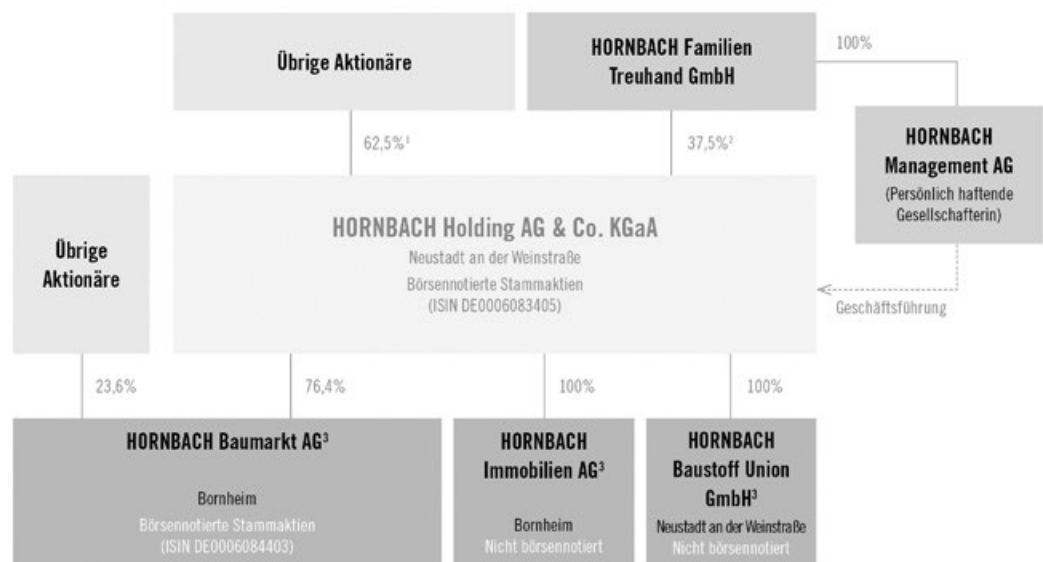 Übrige Aktionäre
HORNBACH Familien
Treuhand GmbH
100%
62,5%¹
37,5%²
HORNBACH
Management AG
(Persönlich haftende
Gesellschafterin)
Übrige
Aktionäre
HORNBACH Holding AG & Co. KGaA
Neustadt an der Weinstraße
Börsennotierte Stammaktien
(ISIN DE0006083405)
Geschäftsführung
23,6%
76,4%
100%
100%
HORNBACH Baumarkt AG³
Bornheim
Börsennotierte Stammaktien
(ISIN DE0006084403)
HORNBACH
Immobilien AG³
Bornheim
Nicht börsennotiert
HORNBACH
Baustoff Union
GmbH³
Neustadt an der Weinstraße
Nicht börsennotiert